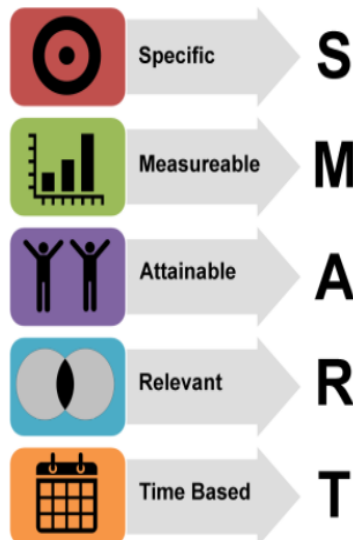 Specific S
Measureable M
Attainable A
Relevant R
Time Based T